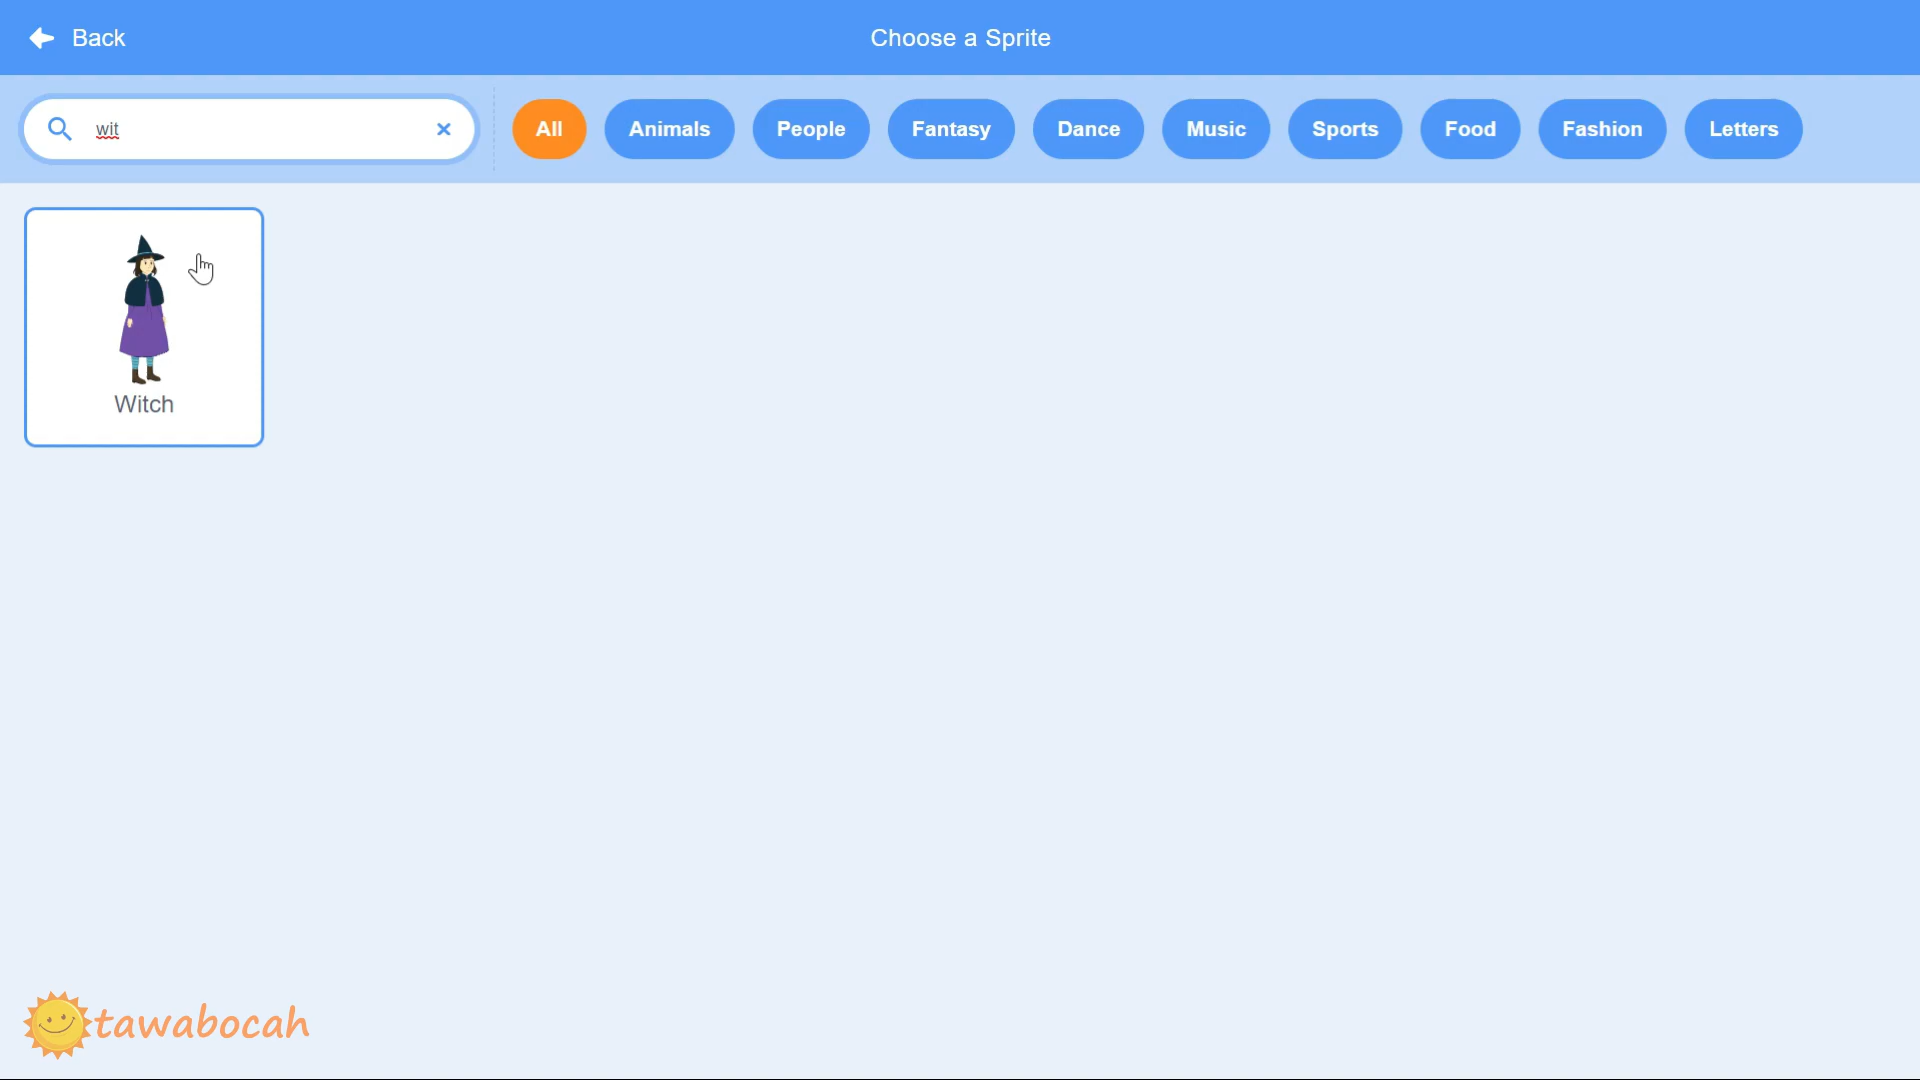 Back
Choose a Sprite
wit
All
Animals
People
Fantasy
Dance
Music
Sports
Food
Fashion
Letters
Witch
tawabocah